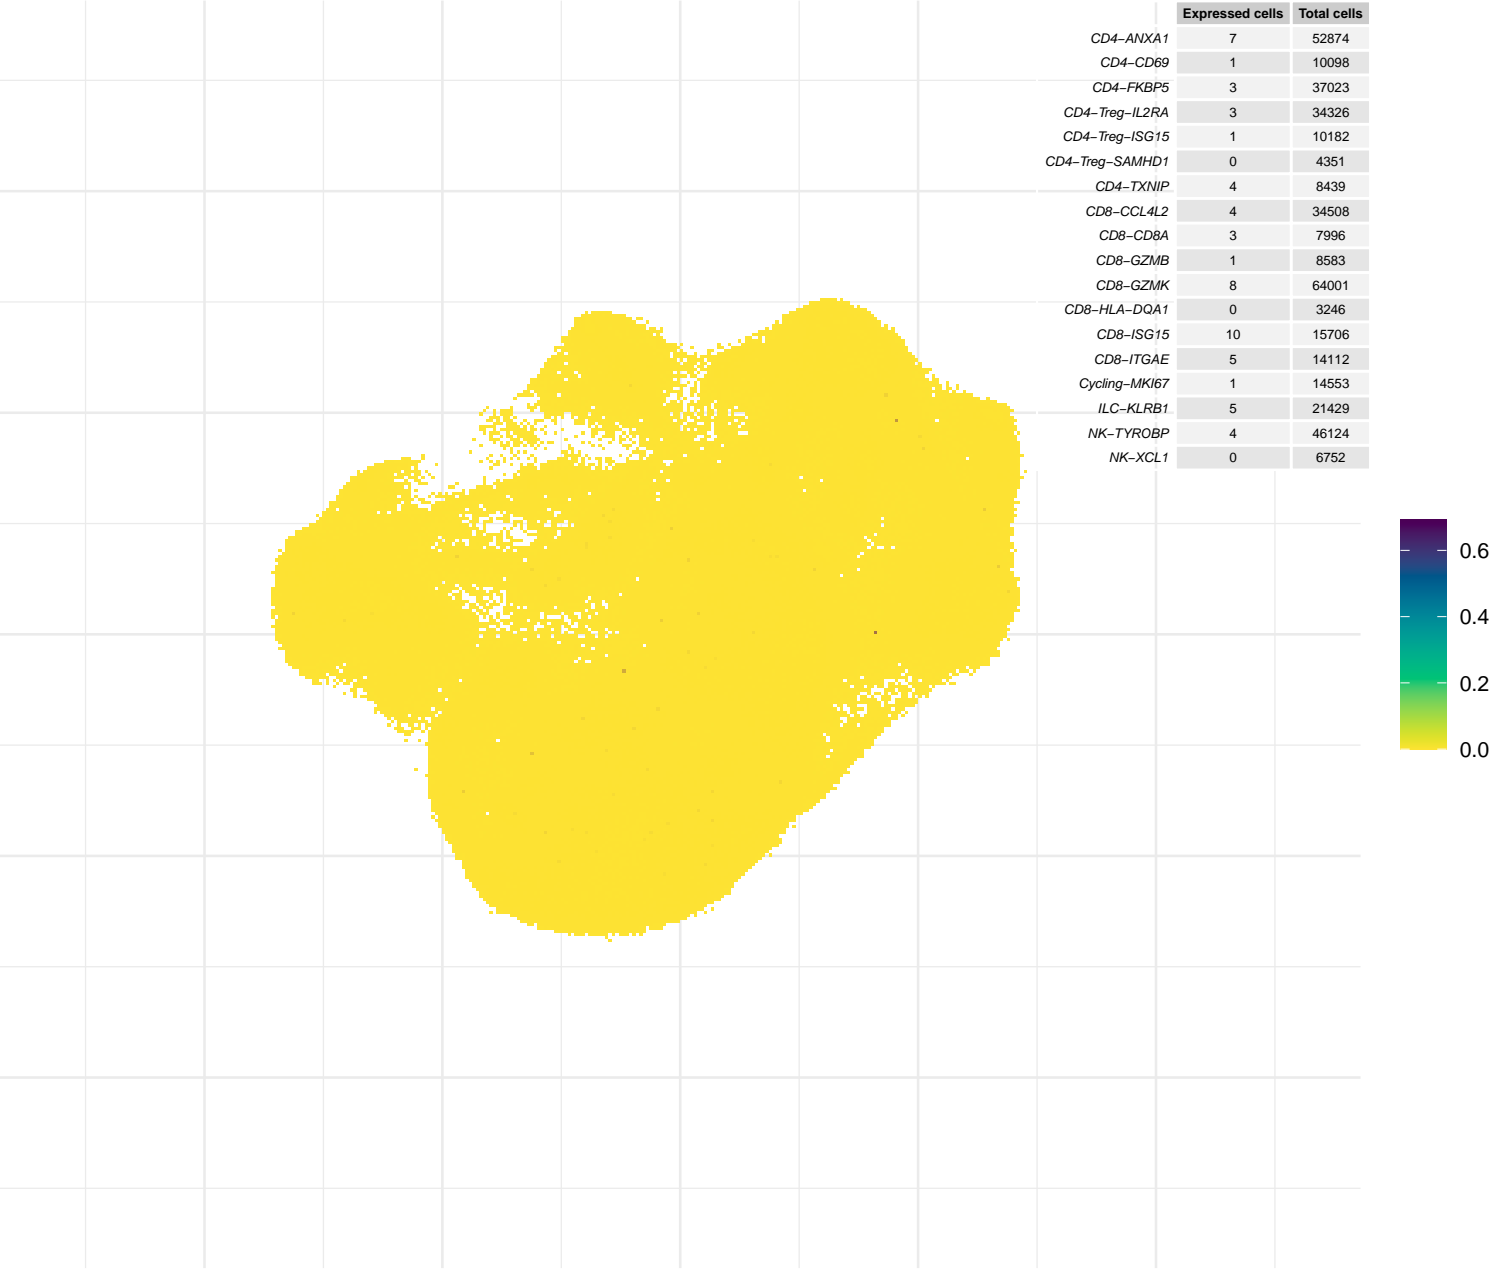 Expressed cells Total cells
CD4−ANXA1 7 52874
CD4−CD69 1 10098
CD4−FKBP5 3 37023
CD4−Treg−IL2RA 3 34326
CD4−Treg−ISG15 1 10182
CD4−Treg−SAMHD1 0 4351
CD4−TXNIP 4 8439
CD8−CCL4L2 4 34508
CD8−CD8A 3 7996
CD8−GZMB 1 8583
CD8−GZMK 8 64001
CD8−HLA−DQA1 0 3246
CD8−ISG15 10 15706
CD8−ITGAE 5 14112
Cycling−MKI67 1 14553
ILC−KLRB1 5 21429
NK−TYROBP 4 46124
NK−XCL1 0 6752
0.6
0.4
0.2
0.0